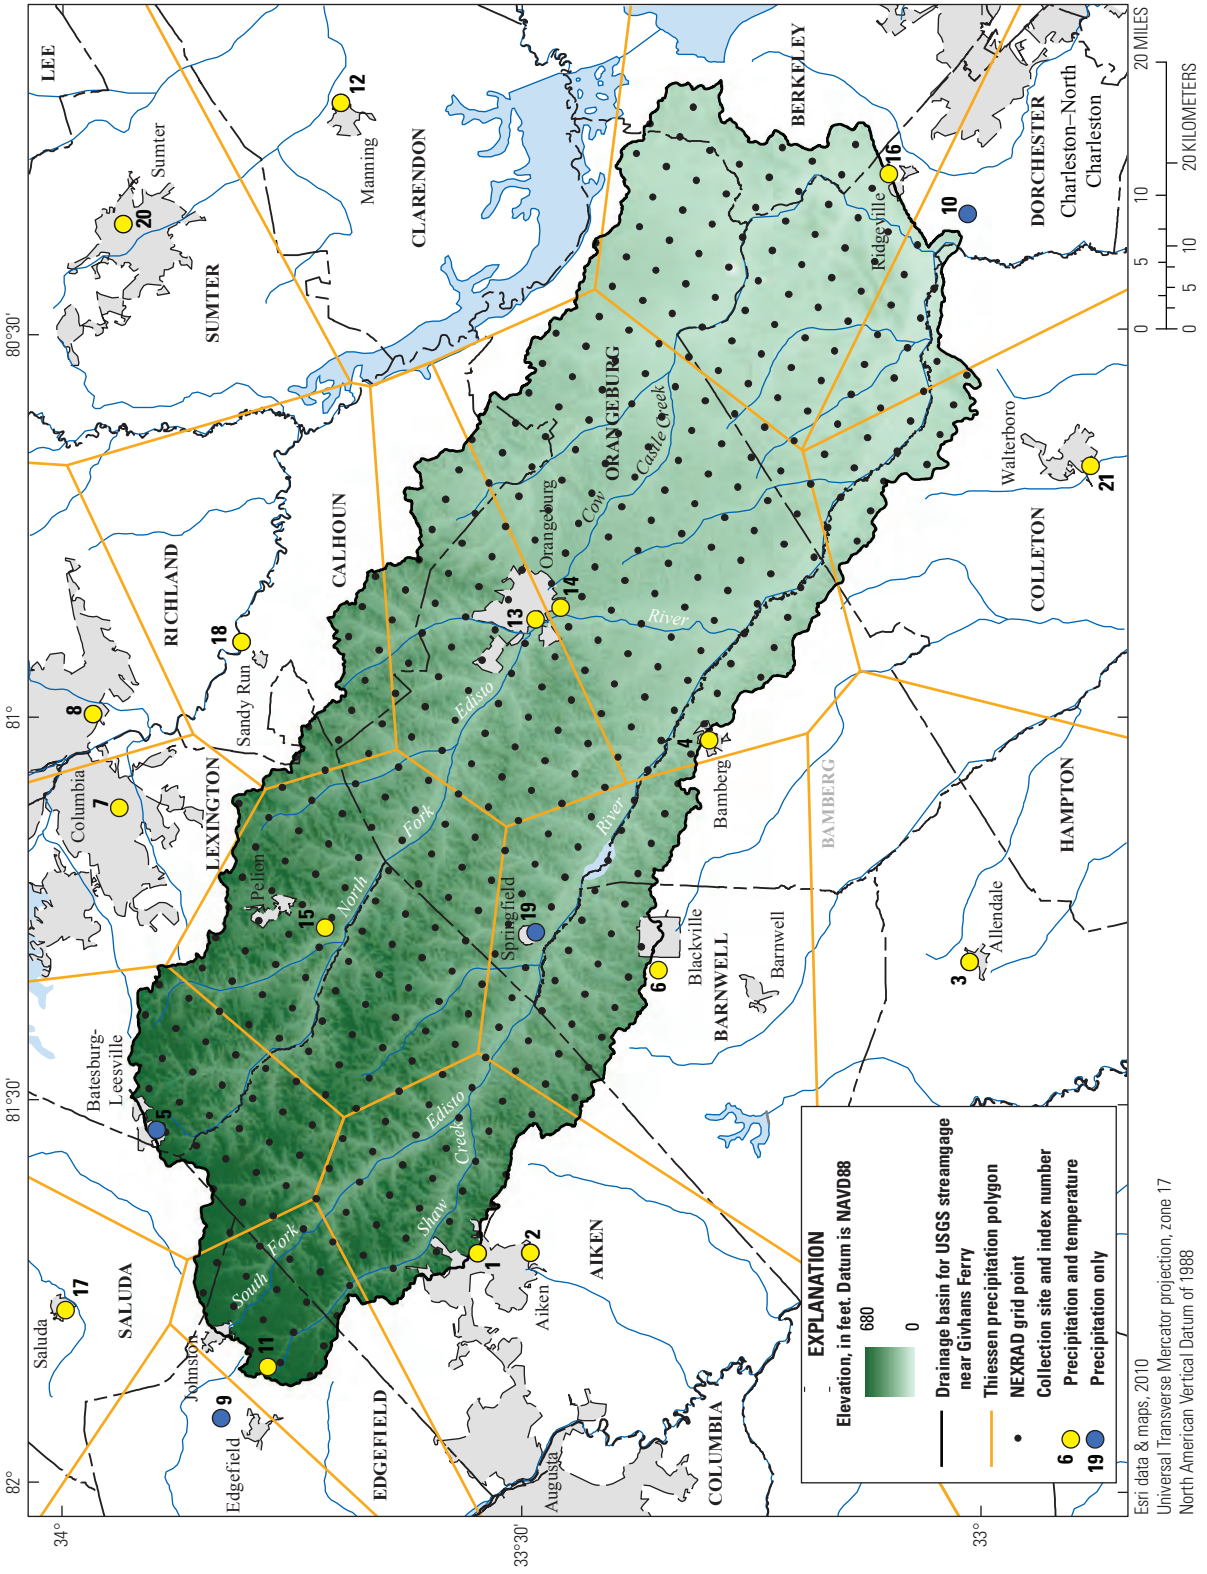 82°
81°30'
81°
80°30'
34°
33°30'
33°
LEE
SUMTER
CLARENDON
BERKELEY
DORCHESTER
Charleston–North
Charleston
RICHLAND
CALHOUN
ORANGEBURG
COLLETON
LEXINGTON
BAMBERG
HAMPTON
BARNWELL
SALUDA
AIKEN
EDGEFIELD
COLUMBIA
Sumter
20
Manning
12
Ridgeville
16
10
Walterboro
21
Sandy Run
18
8
Columbia
7
Orangeburg
13
14
Cow
Castle Creek
River
Edisto
Fork
North
Pelion
15
Springfield
19
River
Bamberg
4
Blackville
6
Barnwell
Allendale
3
Batesburg-
Leesville
5
Edisto
Creek
Shaw
Fork
South
Saluda
17
Johnston
11
9
Edgefield
1
2
Aiken
Augusta
EXPLANATION
Elevation, in feet. Datum is NAVD88
680
0
Drainage basin for USGS streamgage
near Givhans Ferry
Thiessen precipitation polygon
NEXRAD grid point
Collection site and index number
6 Precipitation and temperature
19 Precipitation only
0 5 10 20 MILES
0 5 10 20 KILOMETERS
Esri data & maps, 2010
Universal Transverse Mercator projection, zone 17
North American Vertical Datum of 1988